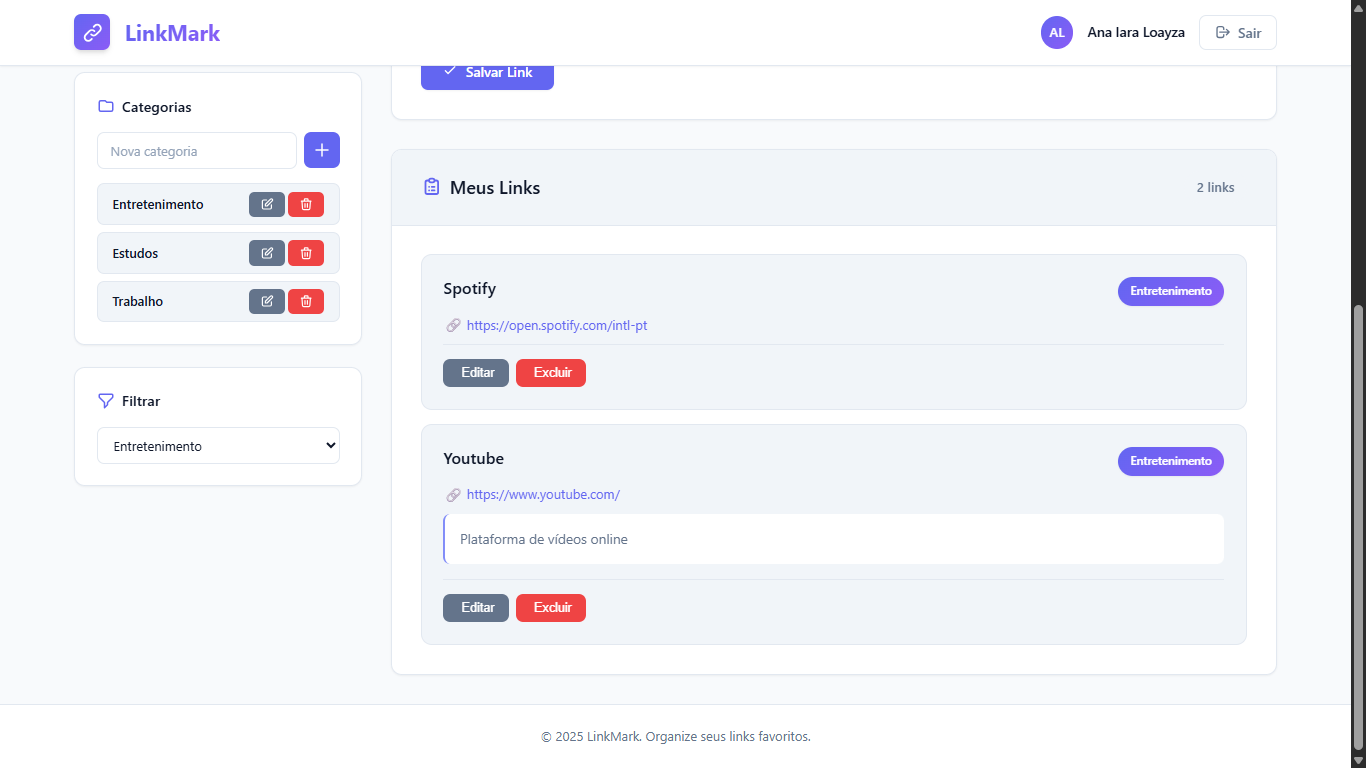 LinkMark
AL Ana Iara Loayza Sair
Categorias
Nova categoria
Entretenimento
Estudos
Trabalho
Filtrar
Entretenimento
Salvar Link
Meus Links 2 links
Spotify Entretenimento
https://open.spotify.com/intl-pt
Editar Excluir
Youtube Entretenimento
https://www.youtube.com/
Plataforma de vídeos online
Editar Excluir
© 2025 LinkMark. Organize seus links favoritos.